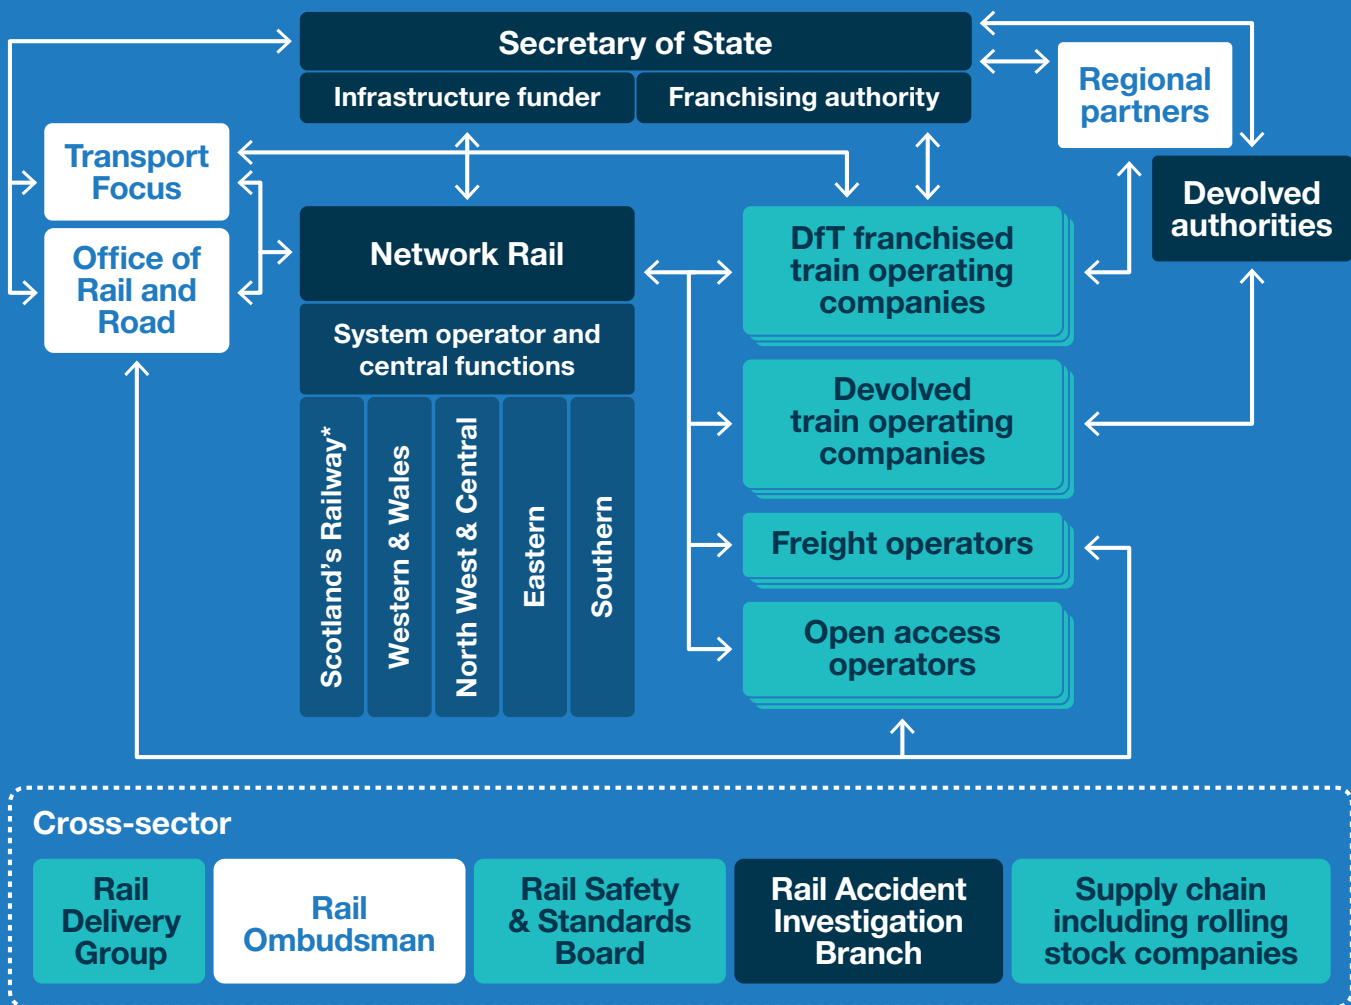 Secretary of State
Infrastructure funder
Franchising authority
Regional
partners
Transport
Focus
Devolved
authorities
Office of
Rail and
Road
Network Rail
DfT franchised
train operating
companies
System operator and
central functions
Devolved
train operating
companies
Scotland's Railway*
Western & Wales
North West & Central
Eastern
Southern
Freight operators
Open access
operators
Cross-sector
Rail
Delivery
Group
Rail
Ombudsman
Rail Safety
& Standards
Board
Rail Accident
Investigation
Branch
Supply chain
including rolling
stock companies